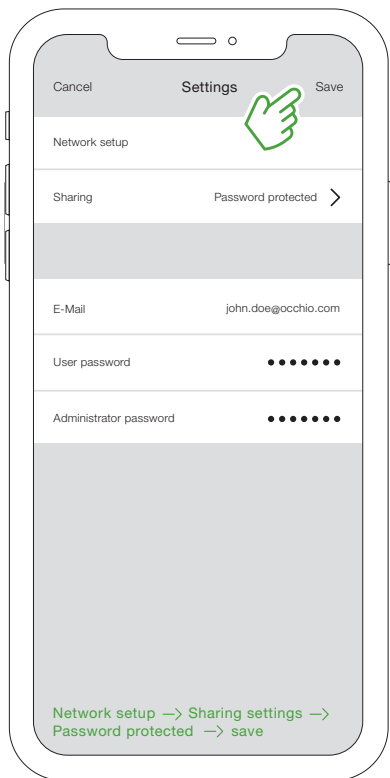 Cancel Settings Save
Network setup
Sharing Password protected
E-Mail john.doe@occhio.com
User password •••••••
Administrator password •••••••
Network setup —> Sharing settings —>
Password protected —> save